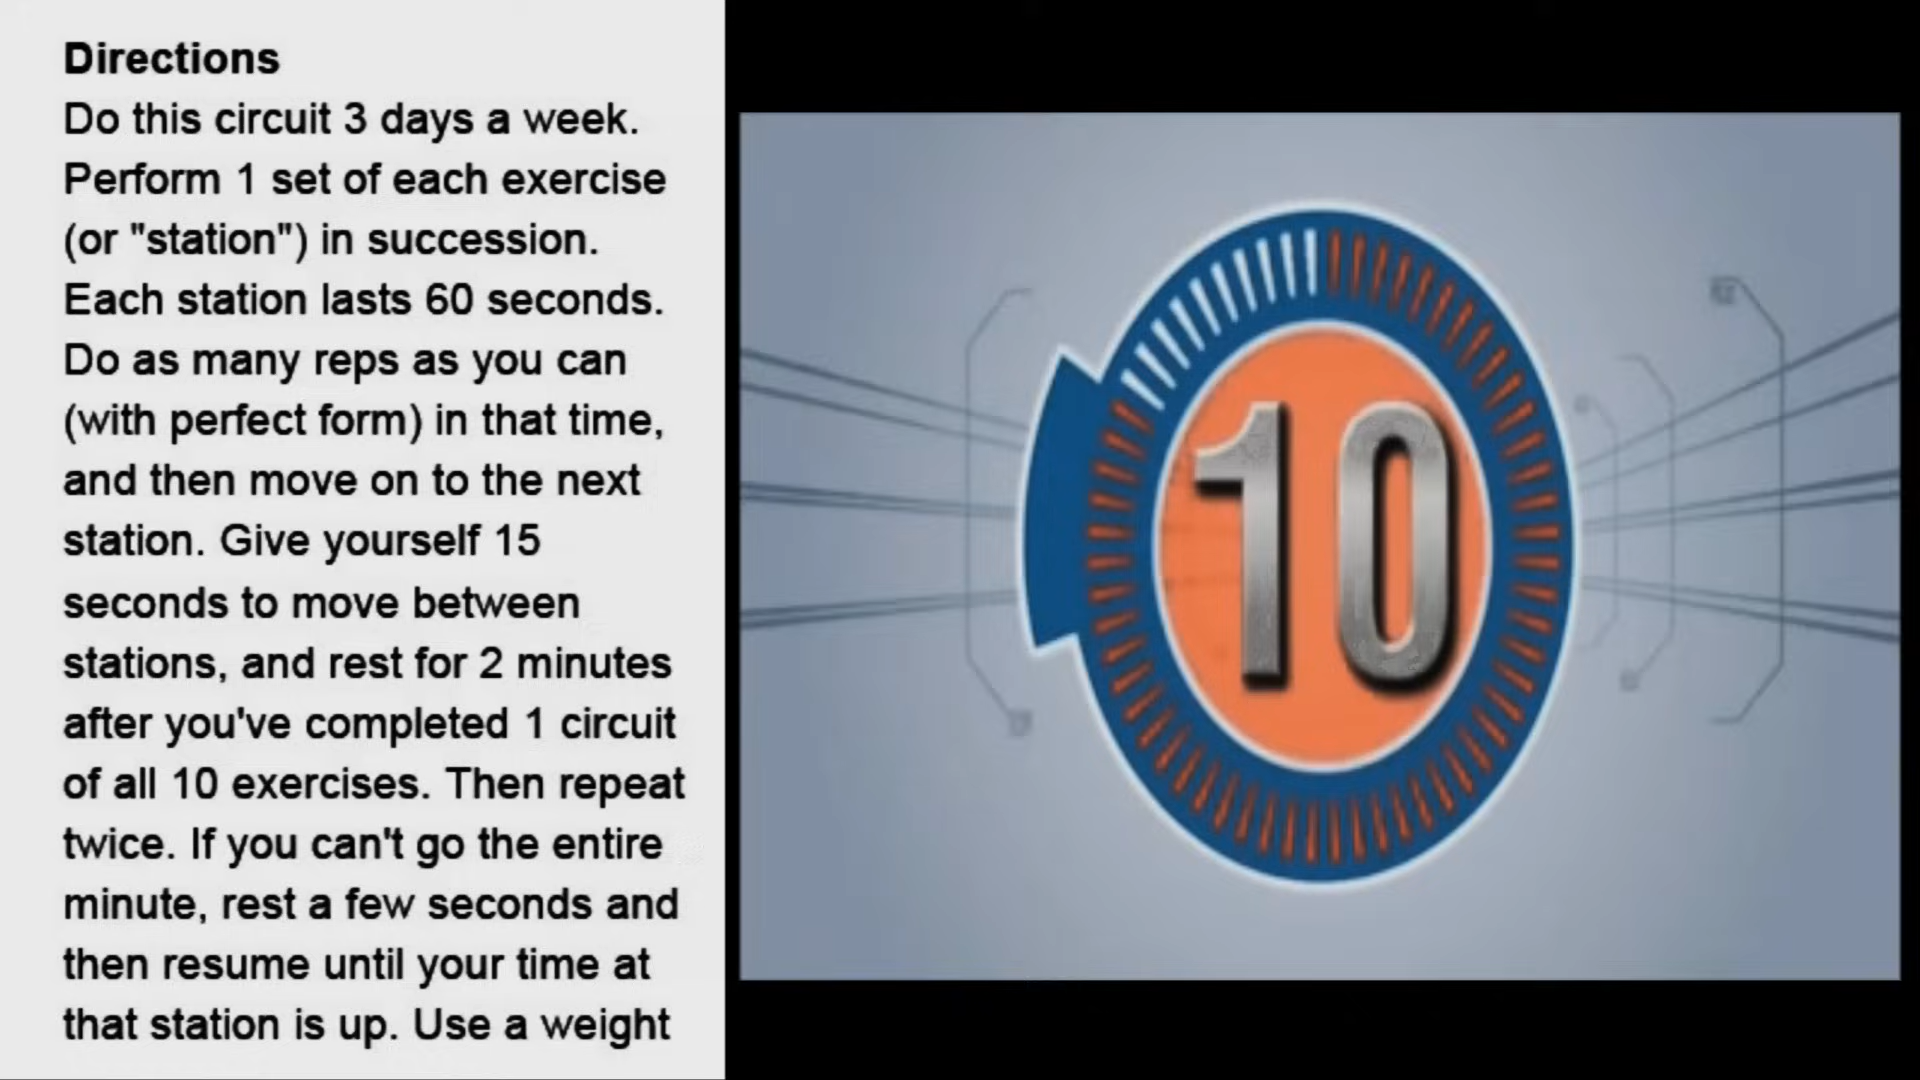 Directions
Do this circuit 3 days a week.
Perform 1 set of each exercise
(or "station") in succession.
Each station lasts 60 seconds.
Do as many reps as you can
(with perfect form) in that time,
and then move on to the next
station. Give yourself 15
seconds to move between
stations, and rest for 2 minutes
after you've completed 1 circuit
of all 10 exercises. Then repeat
twice. If you can't go the entire
minute, rest a few seconds and
then resume until your time at
that station is up. Use a weight
10